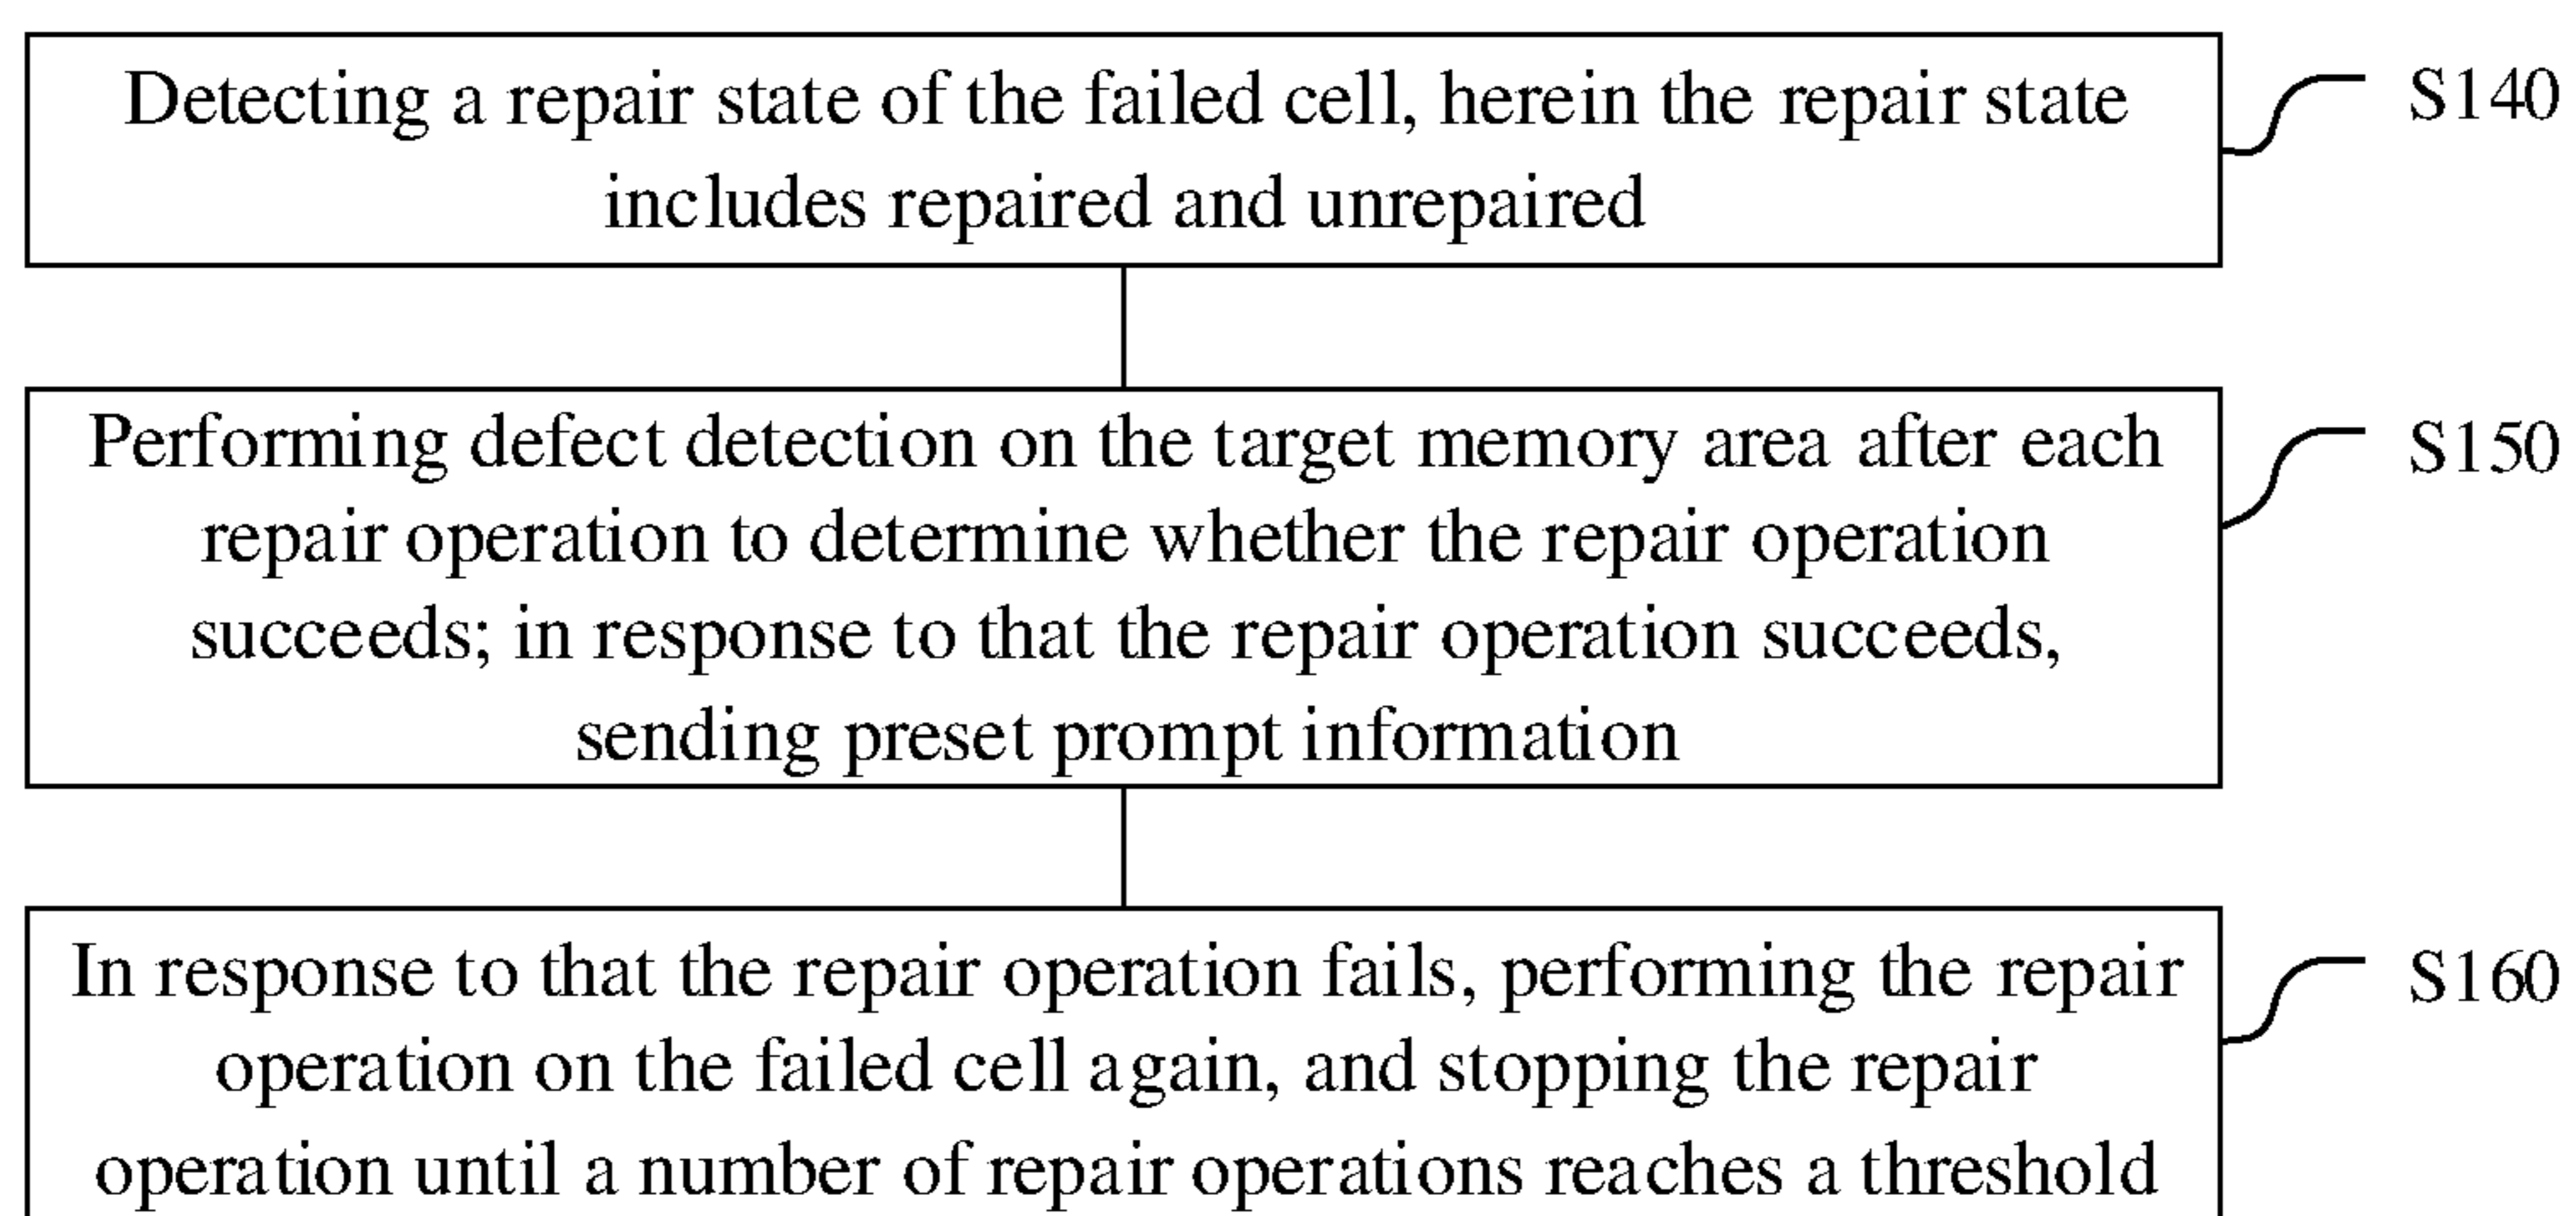 Detecting a repair state of the failed cell, herein the repair state
includes repaired and unrepaired
S140
Performing defect detection on the target memory area after each
repair operation to determine whether the repair operation
succeeds; in response to that the repair operation succeeds,
sending preset prompt information
S150
In response to that the repair operation fails, performing the repair
operation on the failed cell again, and stopping the repair
operation until a number of repair operations reaches a threshold
S160